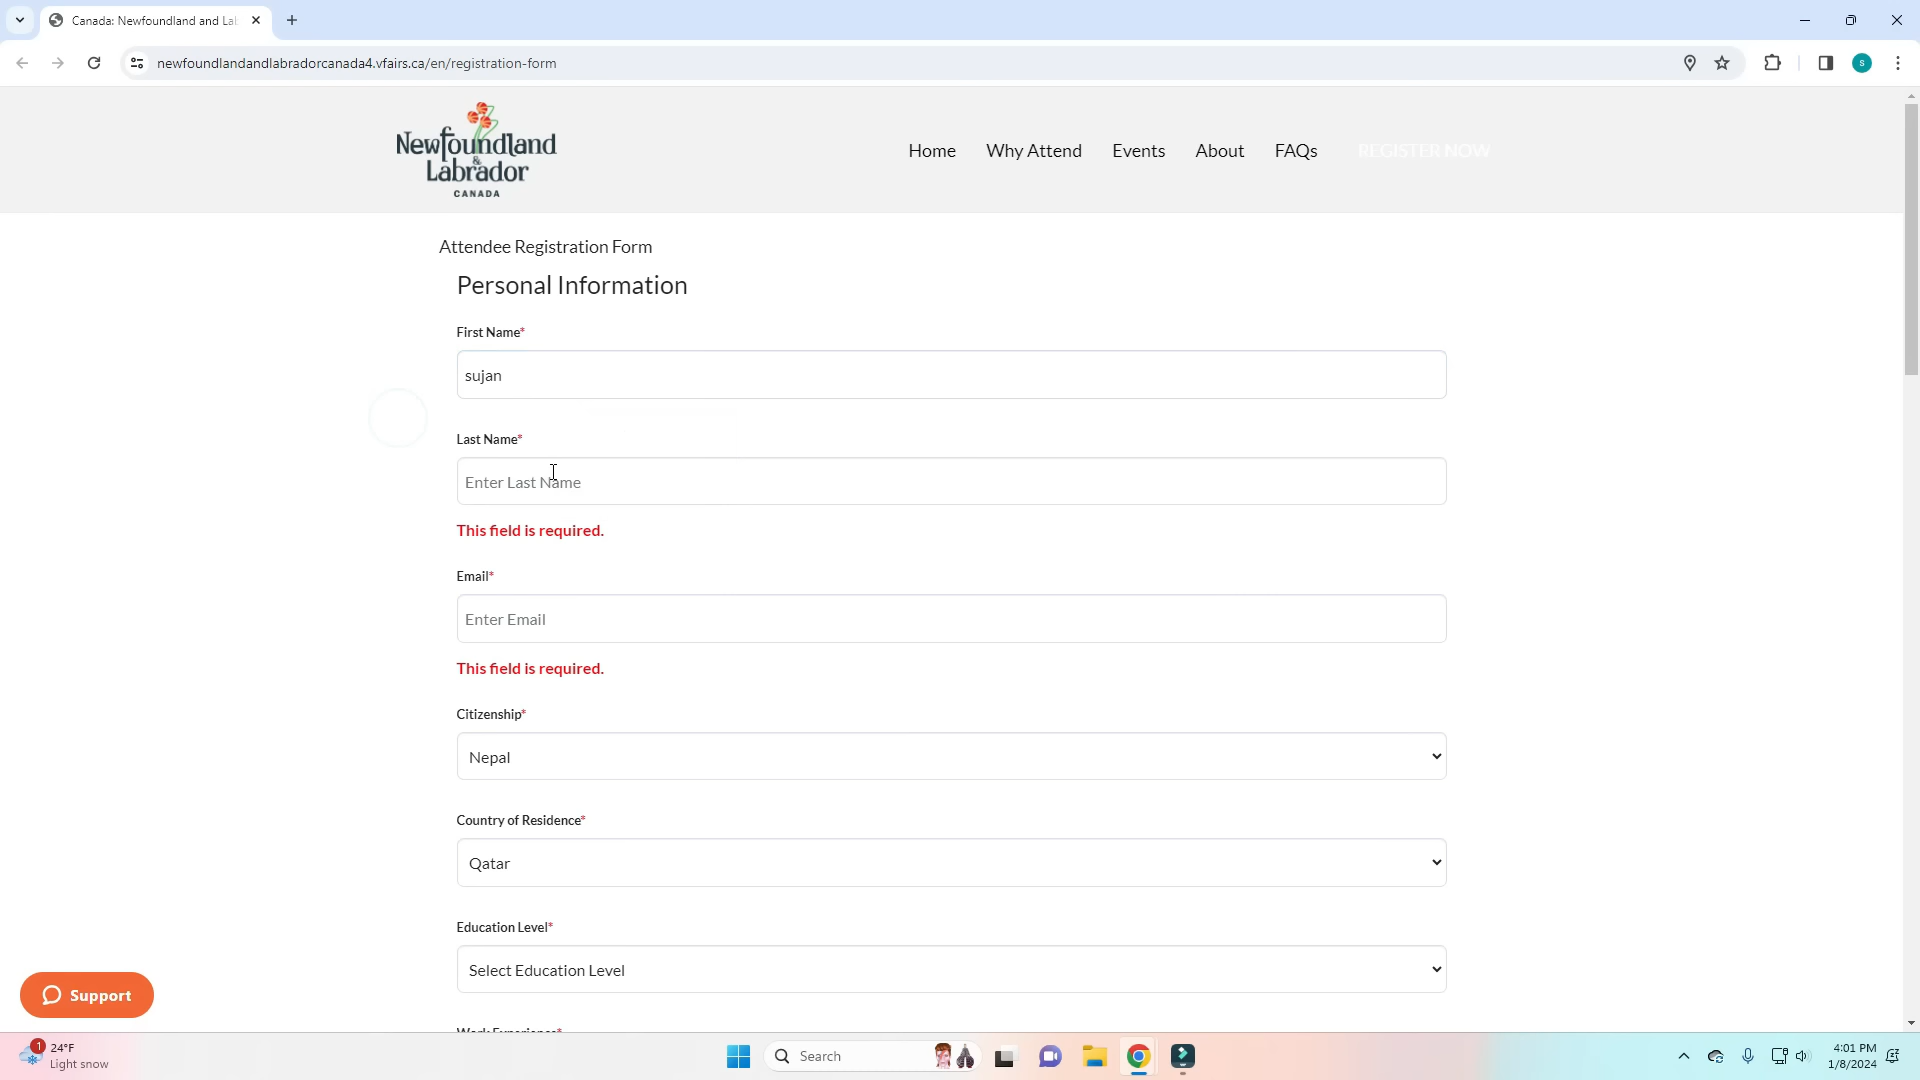 Canada: Newfoundland and La
newfoundlandandlabradorcanada4.vfairs.ca/en/registration-form
S
Newfoundland
&
Labrador
CANADA
Home
Why Attend
Events
About
FAQs
REGISTER NOW
Attendee Registration Form
Personal Information
First Name*
sujan
Last Name*
Enter Last Name
This field is required.
Email*
Enter Email
This field is required.
Citizenship*
Nepal
Country of Residence*
Qatar
Education Level*
Select Education Level
Work Experience*
Support
1
24°F
Light snow
Search
4:01 PM
1/8/2024